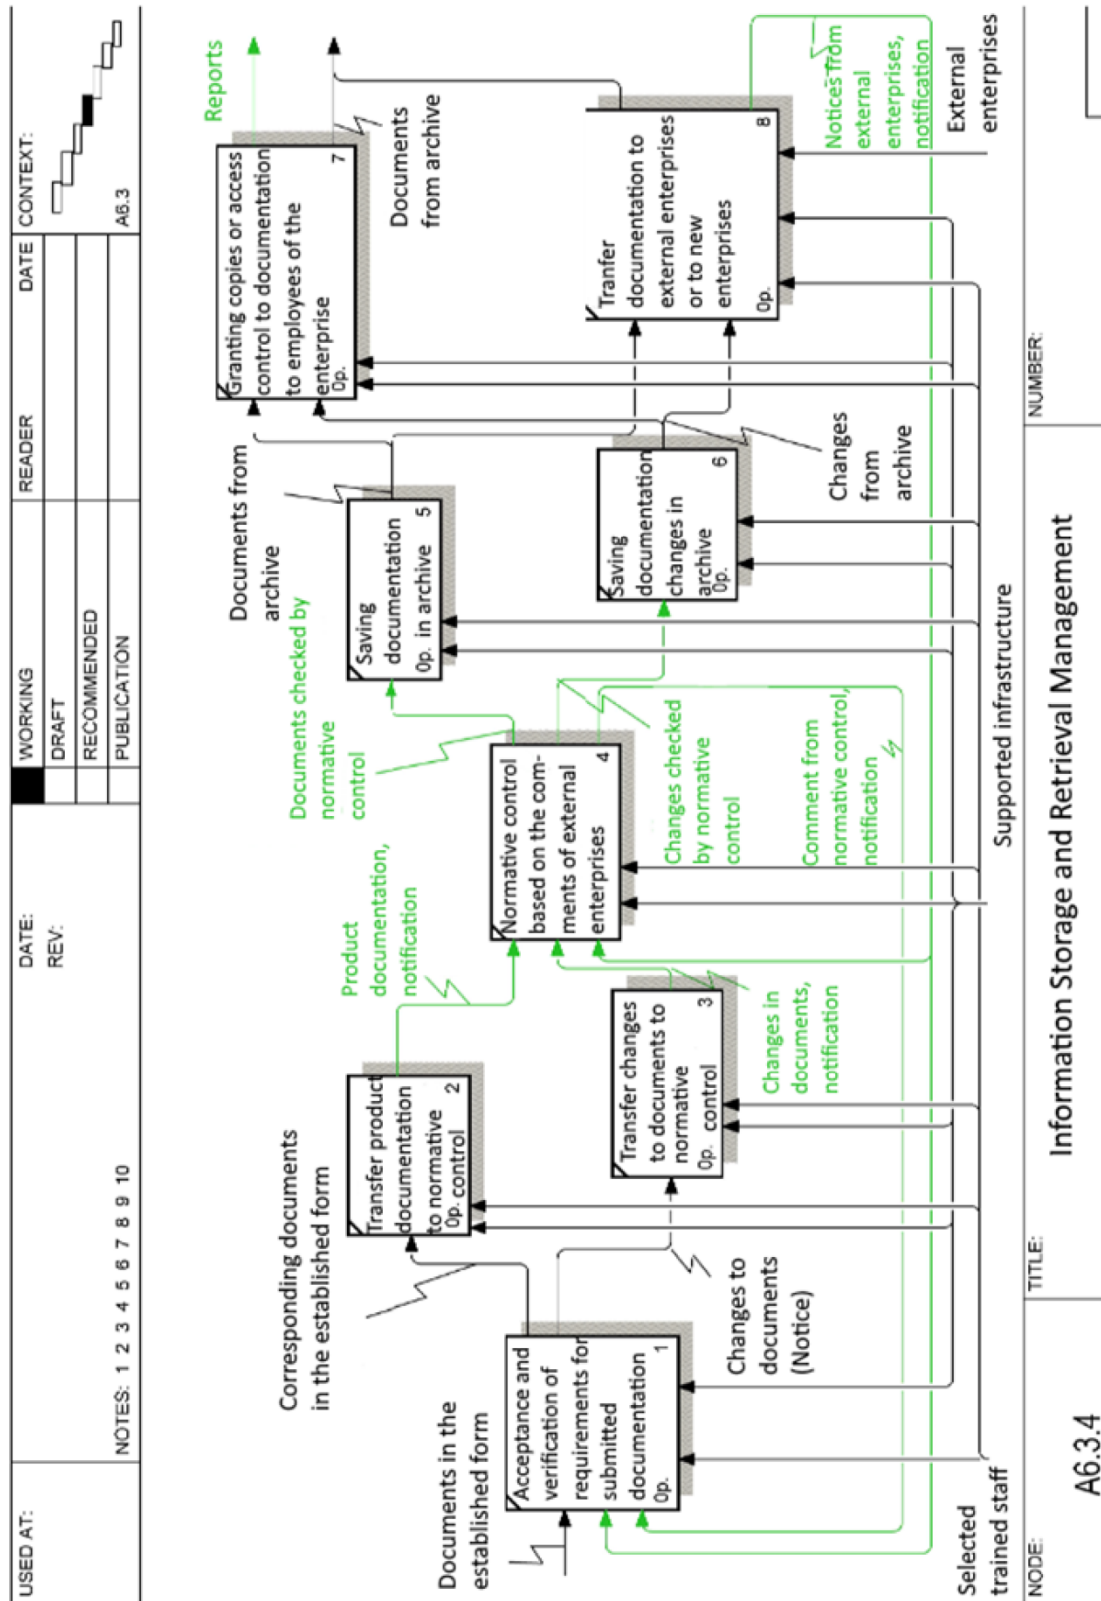 USED AT:
DATE:
REV:
NOTES: 1 2 3 4 5 6 7 8 9 10
WORKING
DRAFT
RECOMMENDED
PUBLICATION
READER
DATE
CONTEXT:
A6.3
Documents in the
established form
Acceptance and
verification of
requirements for
submitted
documentation
0p.
1
Corresponding documents
in the established form
Changes to
documents
(Notice)
Transfer product
documentation
to normative
0p. control
2
Product
documentation,
notification
Transfer changes
to documents to
normative
0p. control
3
Changes in
documents,
notification
Normative control
based on the com-
ments of external
enterprises
4
Documents checked by
normative
control
Changes checked
by normative
control
Comment from
normative control,
notification
Saving
documentation
0p. in archive
5
Documents from
archive
Saving
documentation
changes in
archive
0p.
6
Changes
from
archive
Granting copies or access
control to documentation
to employees of the
enterprise
0p.
7
Reports
Documents
from archive
Tranfer
documentation to
external enterprises
or to new
enterprises
0p.
8
Notices from
external
enterprises,
notification
External
enterprises
Selected
trained staff
Supported infrastructure
NODE:
A6.3.4
TITLE:
Information Storage and Retrieval Management
NUMBER: